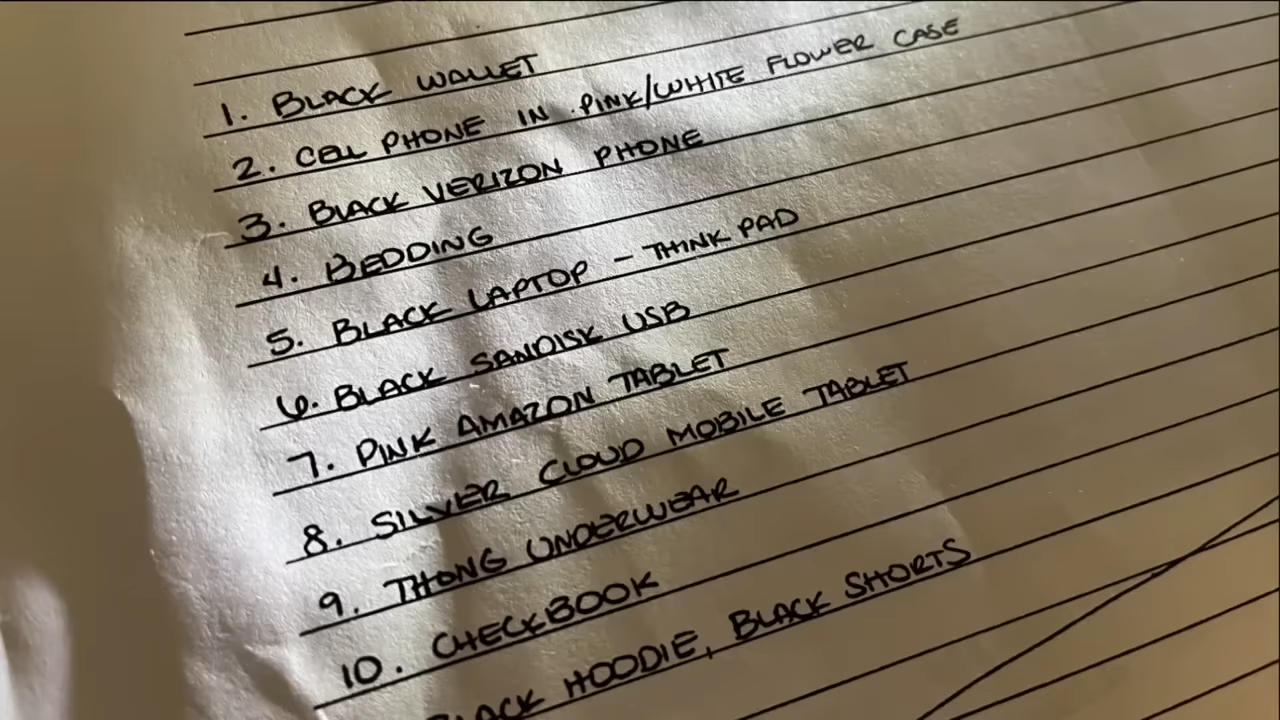 1. BLACK WALLET
2. CELL PHONE IN PINK/WHITE FLOWER CASE
3. BLACK VERIZON PHONE
4. BEDDING
5. BLACK LAPTOP - THINK PAD
6. BLACK SANDISK USB
7. PINK AMAZON TABLET
8. SILVER CLOUD MOBILE TABLET
9. THONG UNDERWEAR
10. CHECKBOOK
BLACK HOODIE, BLACK SHORTS